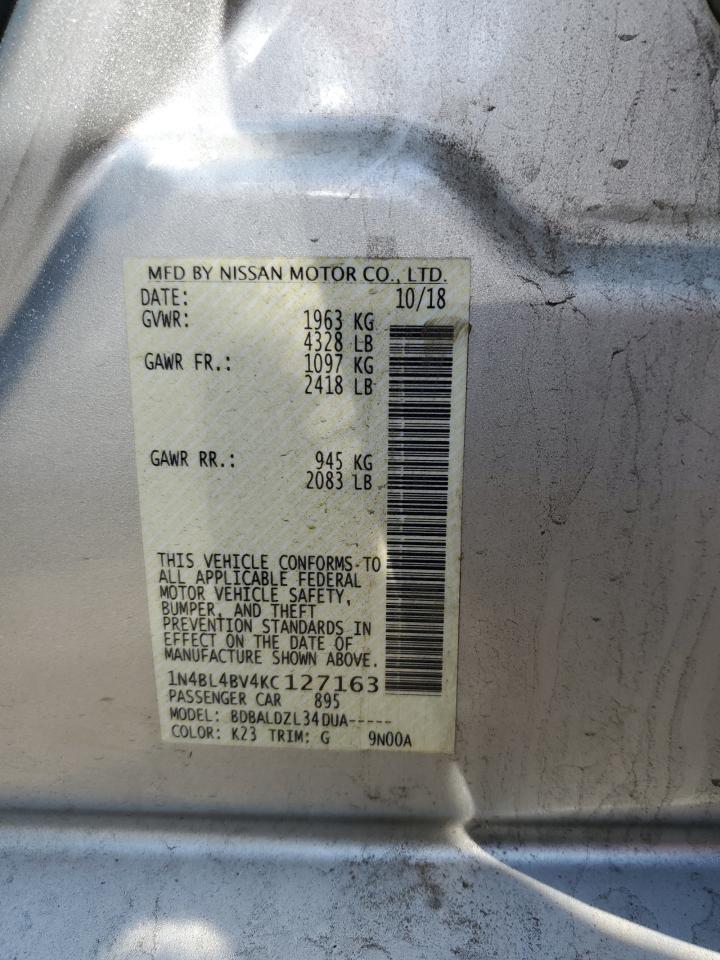 MFD BY NISSAN MOTOR CO., LTD.
DATE: 10/18
GVWR: 1963 KG
4328 LB
GAWR FR.: 1097 KG
2418 LB
GAWR RR.: 945 KG
2083 LB
THIS VEHICLE CONFORMS TO
ALL APPLICABLE FEDERAL
MOTOR VEHICLE SAFETY,
BUMPER, AND THEFT
PREVENTION STANDARDS IN
EFFECT ON THE DATE OF
MANUFACTURE SHOWN ABOVE.
1N4BL4BV4KC127163
PASSENGER CAR 895
MODEL: BDBALDZL34DUA-----
COLOR: K23 TRIM: G 9N00A